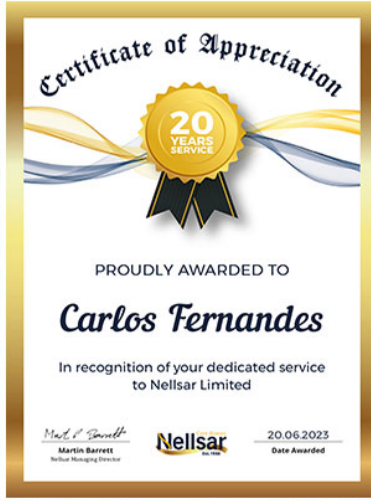 Certificate of Appreciation
20
YEARS
SERVICE
PROUDLY AWARDED TO
Carlos Fernandes
In recognition of your dedicated service
to Nellsar Limited
Martin Barrett
Nellsar Managing Director
Nellsar
20.06.2023
Date Awarded